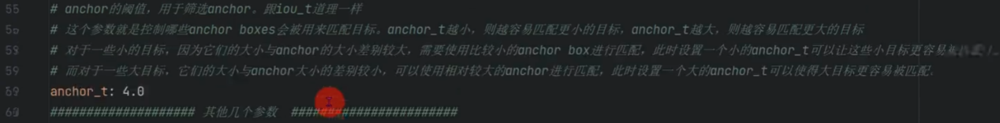 55 # anchor的阈值，用于筛选anchor。跟iou_t道理一样
# 这个参数就是控制哪些anchor boxes会被用来匹配目标。anchor_t越小，则越容易匹配更小的目标，anchor_t越大，则越容易匹配更大的目标
# 对于一些小的目标，因为它们的大小与anchor的大小差别较大，需要使用比较小的anchor box进行匹配，此时设置一个小的anchor_t可以让这些小目标更容易
59 # 而对于一些大目标，它们的大小与anchor大小的差别较小，可以使用相对较大的anchor进行匹配，此时设置一个大的anchor_t可以使得大目标更容易被匹配.
anchor_t: 4.0
#################### 其他几个参数 #######################